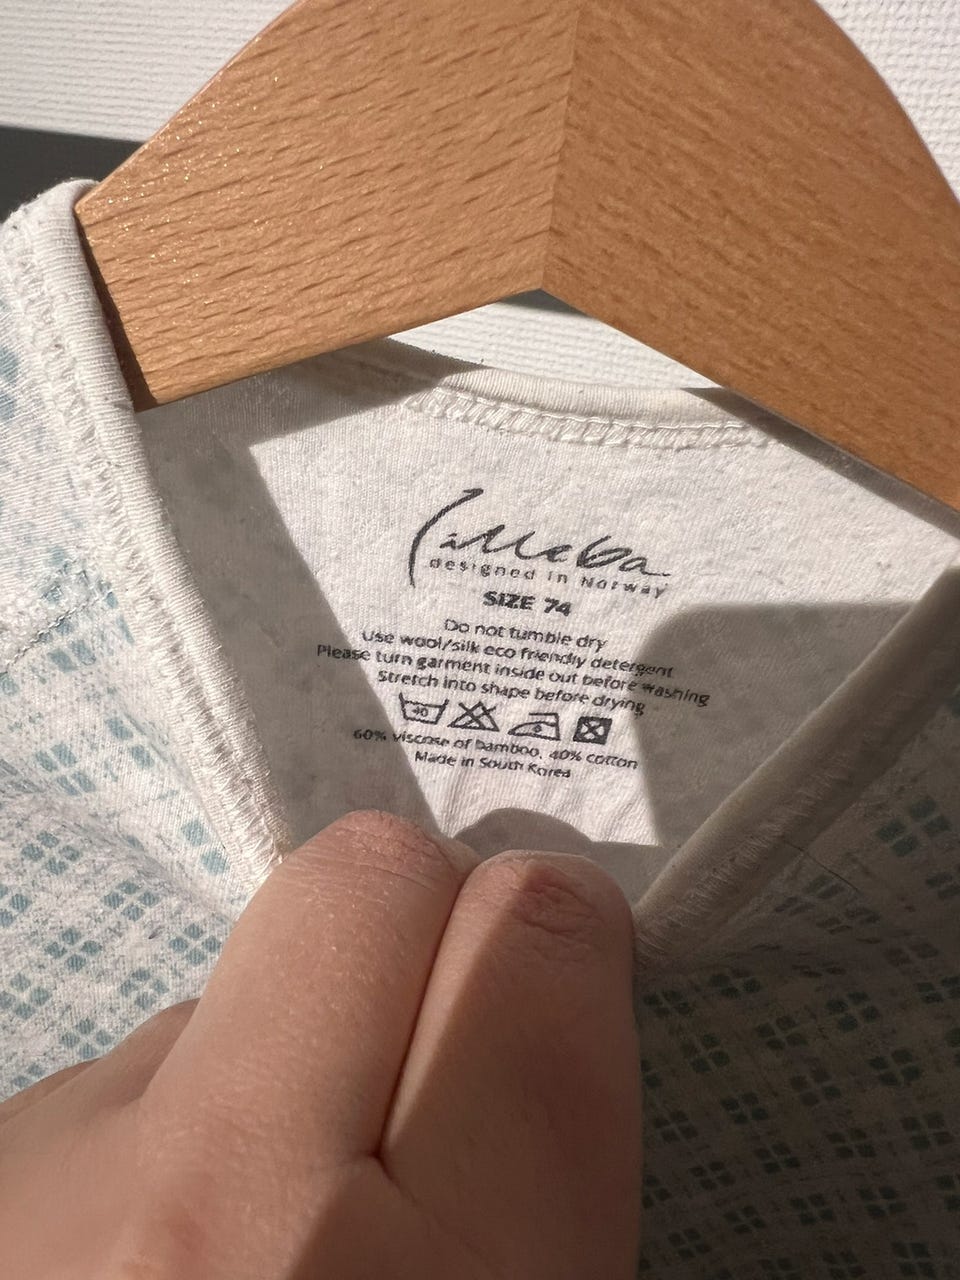 designed in Norway
SIZE 74
Do not tumble dry
Use wool/silk eco friendly detergent
Please turn garment inside out before washing
Stretch into shape before drying
40
60% viscose of bamboo, 40% cotton
Made in South Korea